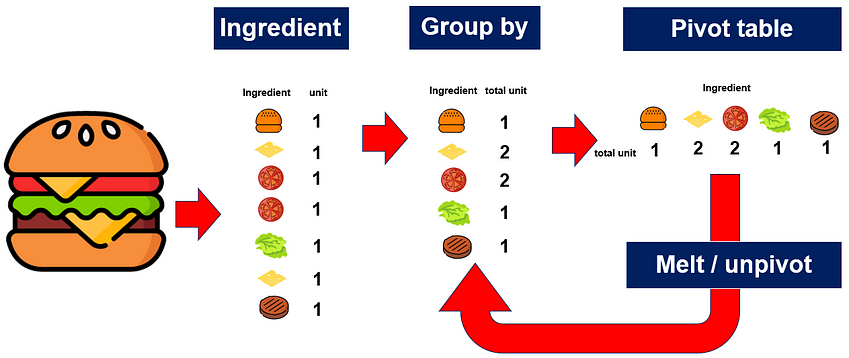 Ingredient
Group by
Pivot table
Ingredient unit
1
1
1
1
1
1
1
Ingredient total unit
1
2
2
1
1
Ingredient
total unit 1 2 2 1 1
Melt / unpivot